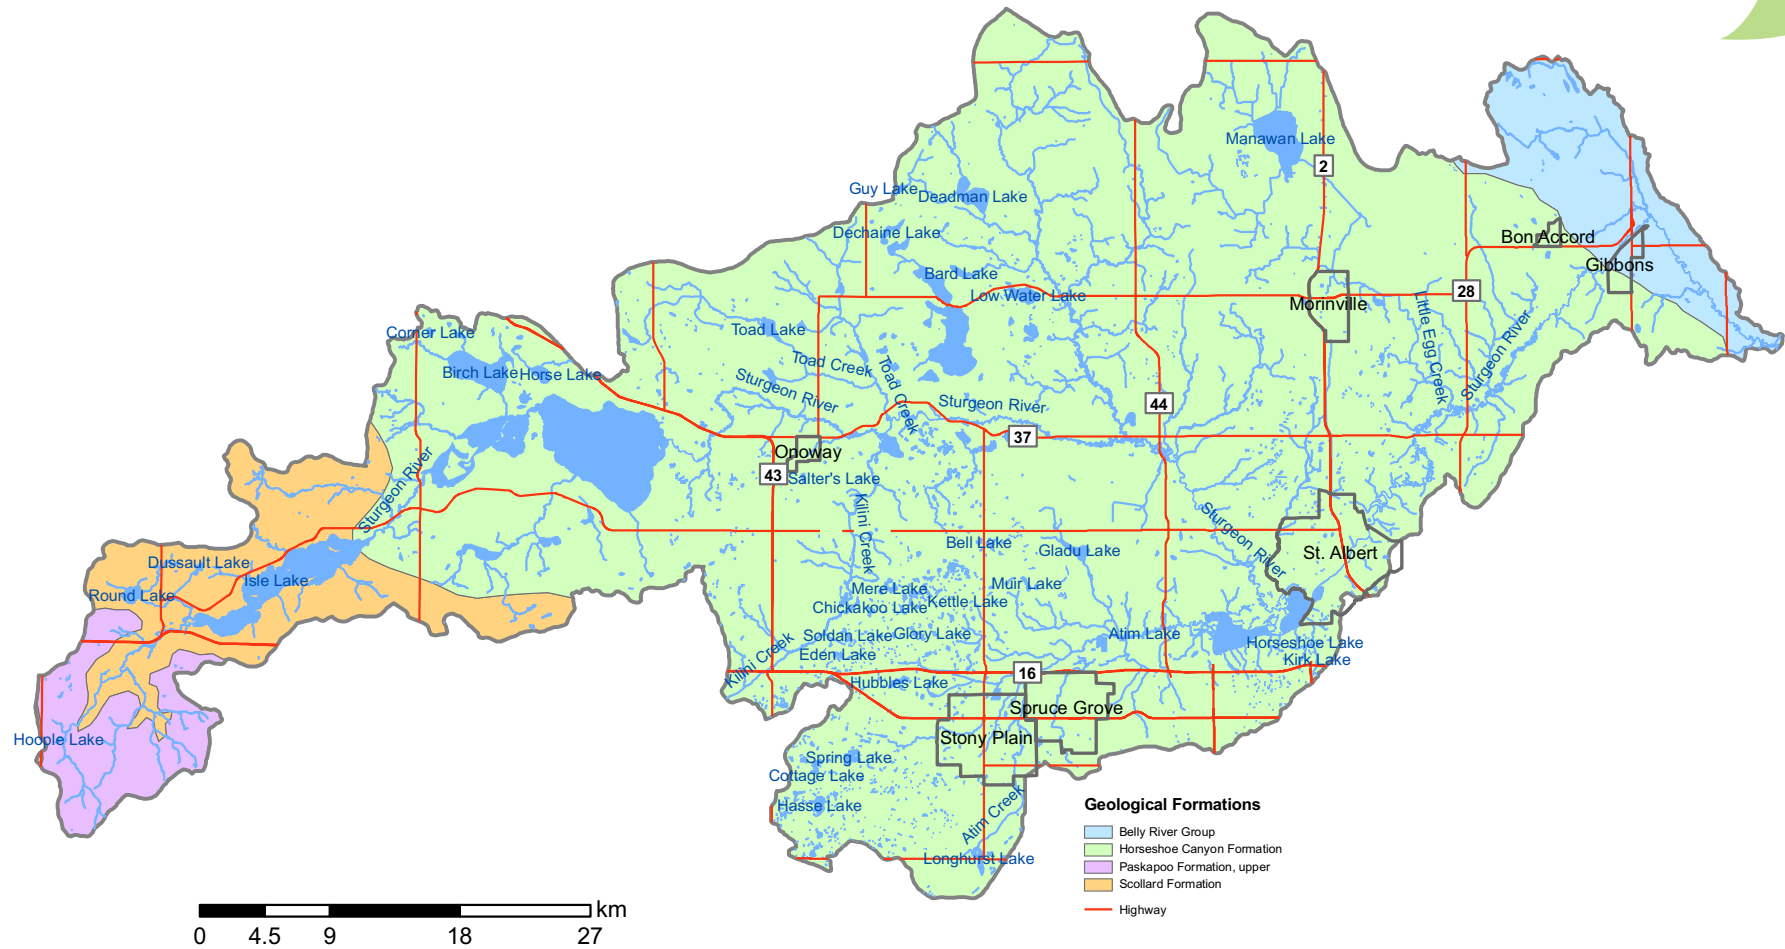 Manawan Lake
2
Guy Lake
Deadman Lake
Dechaine Lake
Bon Accord
Gibbons
Bard Lake
Low Water Lake
28
Morinville
Little Egg Creek
Sturgeon River
Corner Lake
Toad Lake
Toad Creek
Toad Creek
Birch Lake
Horse Lake
Sturgeon River
Sturgeon River
44
37
Onoway
43
Salter's Lake
Sturgeon River
Kilini Creek
Sturgeon River
Bell Lake
Gladu Lake
St. Albert
Dussault Lake
Isle Lake
Round Lake
Mere Lake
Muir Lake
Chickakoo Lake
Kettle Lake
Soldan Lake
Glory Lake
Atim Lake
Horseshoe Lake
Eden Lake
Kirk Lake
Kilini Creek
16
Hubbles Lake
Spruce Grove
Stony Plain
Hoople Lake
Spring Lake
Cottage Lake
Hasse Lake
Atim Creek
Longhurst Lake
Geological Formations
Belly River Group
Horseshoe Canyon Formation
Paskapoo Formation, upper
Scollard Formation
Highway
km
0 4.5 9 18 27